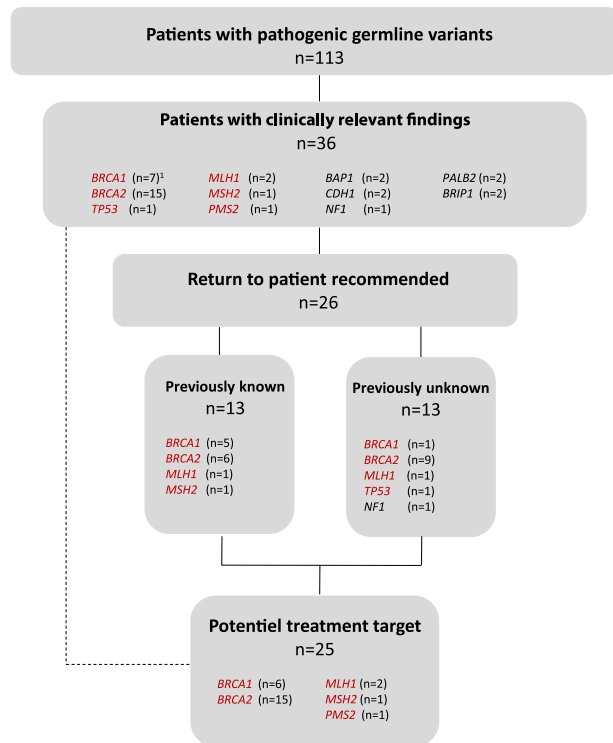 Patients with pathogenic germline variants
n=113
Patients with clinically relevant findings
n=36
BRCA1 (n=7)¹ MLH1 (n=2) BAP1 (n=2) PALB2 (n=2)
BRCA2 (n=15) MSH2 (n=1) CDH1 (n=2) BRIP1 (n=2)
TP53 (n=1) PMS2 (n=1) NF1 (n=1)
Return to patient recommended
n=26
Previously known
n=13
BRCA1 (n=5)
BRCA2 (n=6)
MLH1 (n=1)
MSH2 (n=1)
Previously unknown
n=13
BRCA1 (n=1)
BRCA2 (n=9)
MLH1 (n=1)
TP53 (n=1)
NF1 (n=1)
Potentiel treatment target
n=25
BRCA1 (n=6) MLH1 (n=2)
BRCA2 (n=15) MSH2 (n=1)
PMS2 (n=1)